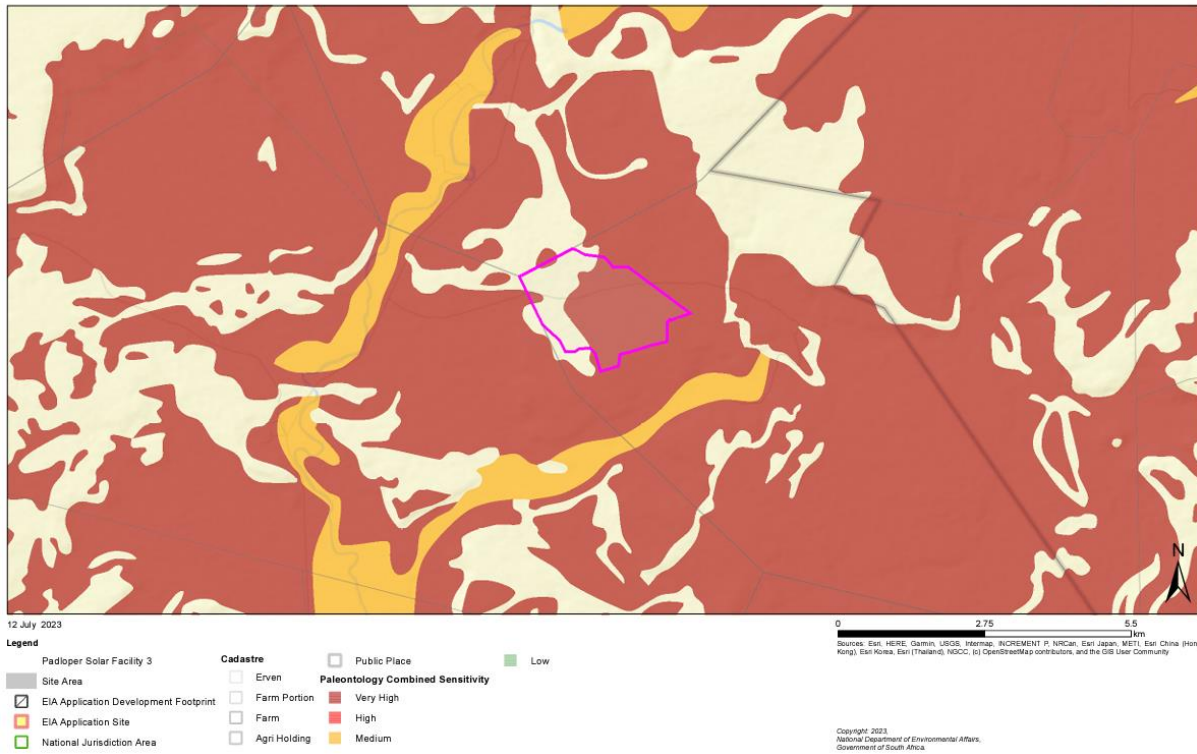 N
12 July 2023
0 2.75 5.5
km
Sources: Esri, HERE, Garmin, USGS, Intermap, INCREMENT P, NRCan, Esri Japan, METI, Esri China (Hong
Kong), Esri Korea, Esri (Thailand), NGCC, (c) OpenStreetMap contributors, and the GIS User Community
Legend
Padloper Solar Facility 3
Site Area
EIA Application Development Footprint
EIA Application Site
National Jurisdiction Area
Cadastre
Erven
Farm Portion
Farm
Agri Holding
Public Place
Paleontology Combined Sensitivity
Very High
High
Medium
Low
Copyright: 2023,
National Department of Environmental Affairs,
Government of South Africa.